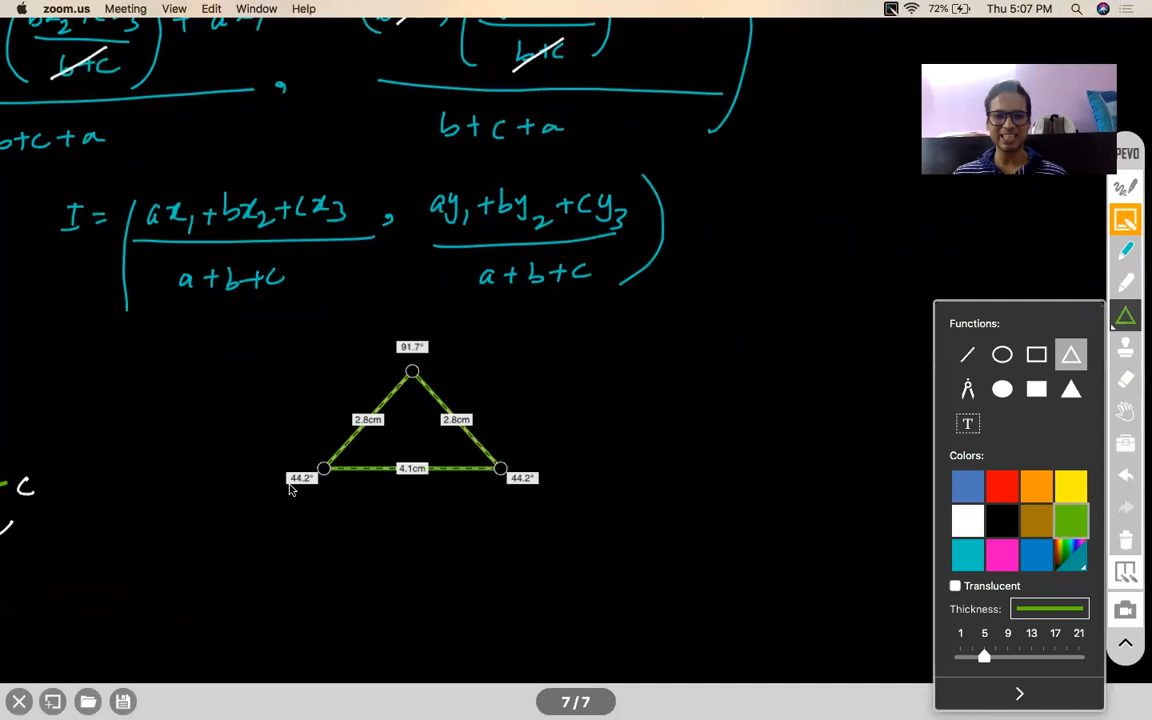 zoom.us Meeting View Edit Window Help 72% Thu 5:07 PM
b+c
b+c
,
b+c+a
b+c+a
I = ( ax₁+bx₂+cx₃ , ay₁+by₂+cy₃ )
a+b+c a+b+c
91.7°
2.8cm 2.8cm
4.1cm
44.2° 44.2°
c
Functions:
T
Colors:
Translucent
Thickness:
1 5 9 13 17 21
7/7